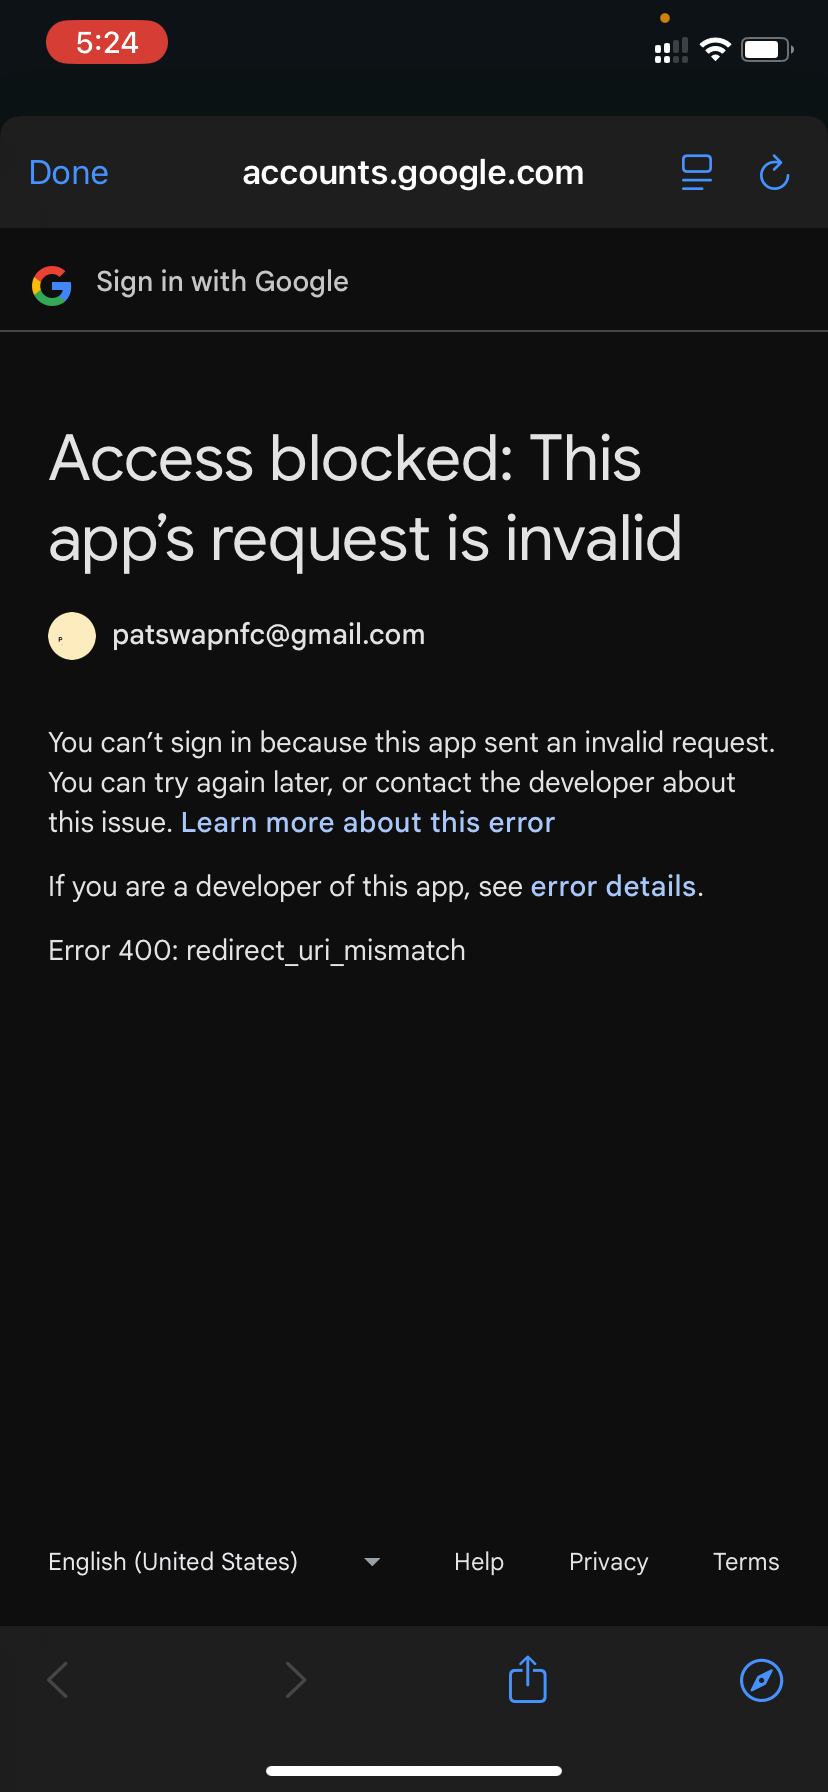 5:24
Done
accounts.google.com
Sign in with Google
Access blocked: This
app’s request is invalid
P
patswapnfc@gmail.com
You can’t sign in because this app sent an invalid request.
You can try again later, or contact the developer about
this issue. Learn more about this error
If you are a developer of this app, see error details.
Error 400: redirect_uri_mismatch
English (United States)
Help
Privacy
Terms